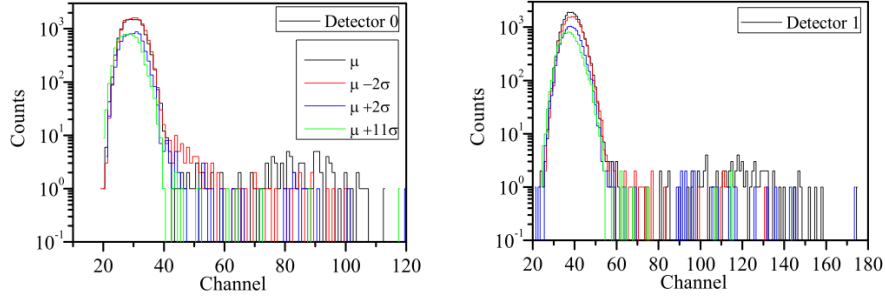 Detector 0
μ
μ -2σ
μ +2σ
μ +11σ
Counts
10³
10²
10¹
10⁰
10⁻¹
20 40 60 80 100 120
Channel
Detector 1
Counts
10³
10²
10¹
10⁰
10⁻¹
20 40 60 80 100 120 140 160 180
Channel